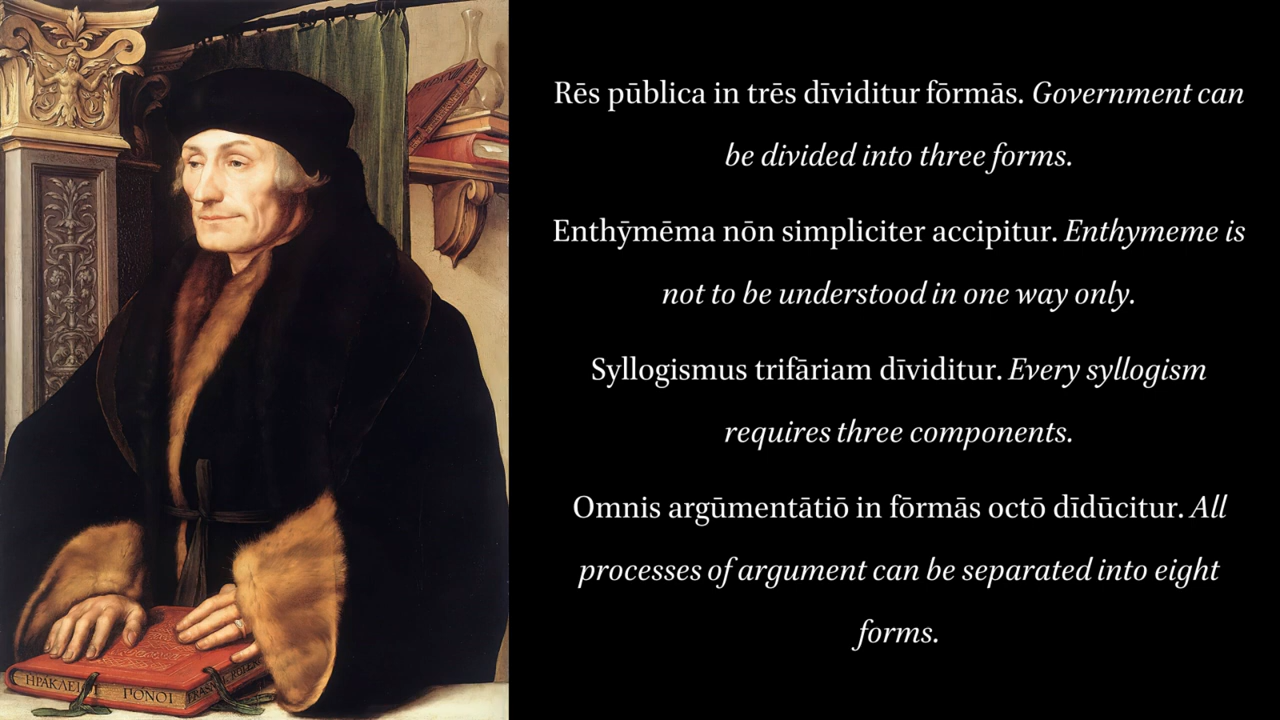 Rēs pūblica in trēs dīviditur fōrmās. Government can
be divided into three forms.
Enthȳmēma nōn simpliciter accipitur. Enthymeme is
not to be understood in one way only.
Syllogismus trifāriam dīviditur. Every syllogism
requires three components.
Omnis argūmentātiō in fōrmās octō dīdūcitur. All
processes of argument can be separated into eight
forms.
ΠΟΝΟΙ